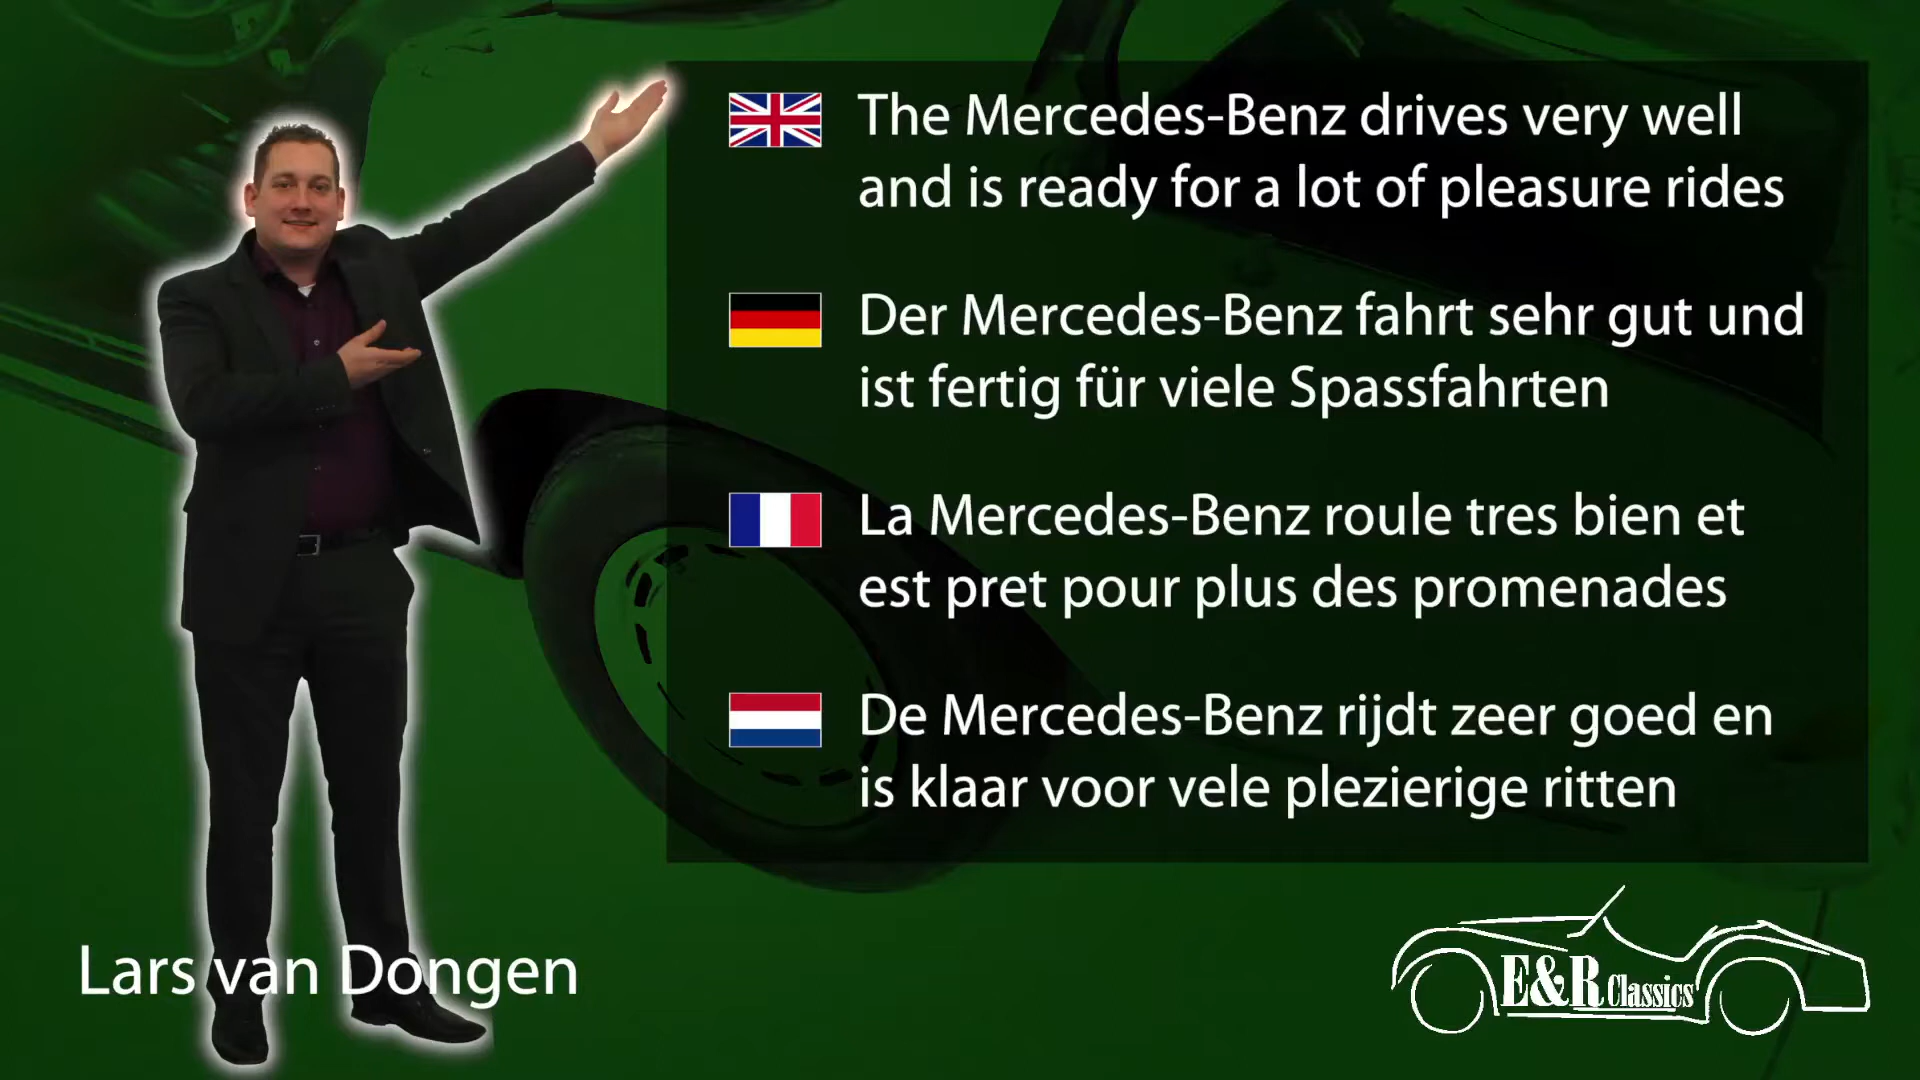 The Mercedes-Benz drives very well
and is ready for a lot of pleasure rides
Der Mercedes-Benz fahrt sehr gut und
ist fertig für viele Spassfahrten
La Mercedes-Benz roule tres bien et
est pret pour plus des promenades
De Mercedes-Benz rijdt zeer goed en
is klaar voor vele plezierige ritten
Lars van Dongen
E&R Classics